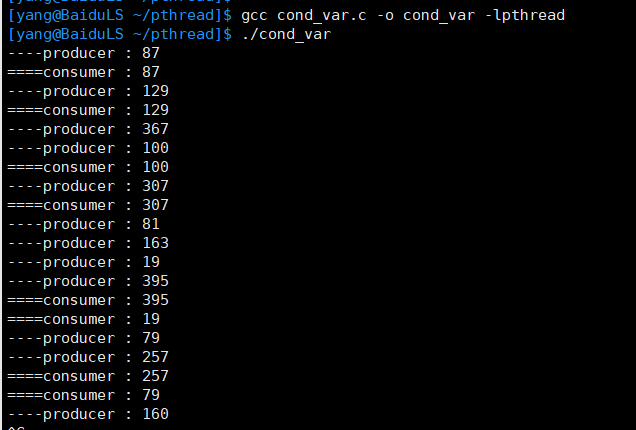 [yang@BaiduLS ~/pthread]$ gcc cond_var.c -o cond_var -lpthread
[yang@BaiduLS ~/pthread]$ ./cond_var
----producer : 87
====consumer : 87
----producer : 129
====consumer : 129
----producer : 367
----producer : 100
====consumer : 100
----producer : 307
====consumer : 307
----producer : 81
----producer : 163
----producer : 19
----producer : 395
====consumer : 395
====consumer : 19
----producer : 79
----producer : 257
====consumer : 257
====consumer : 79
----producer : 160